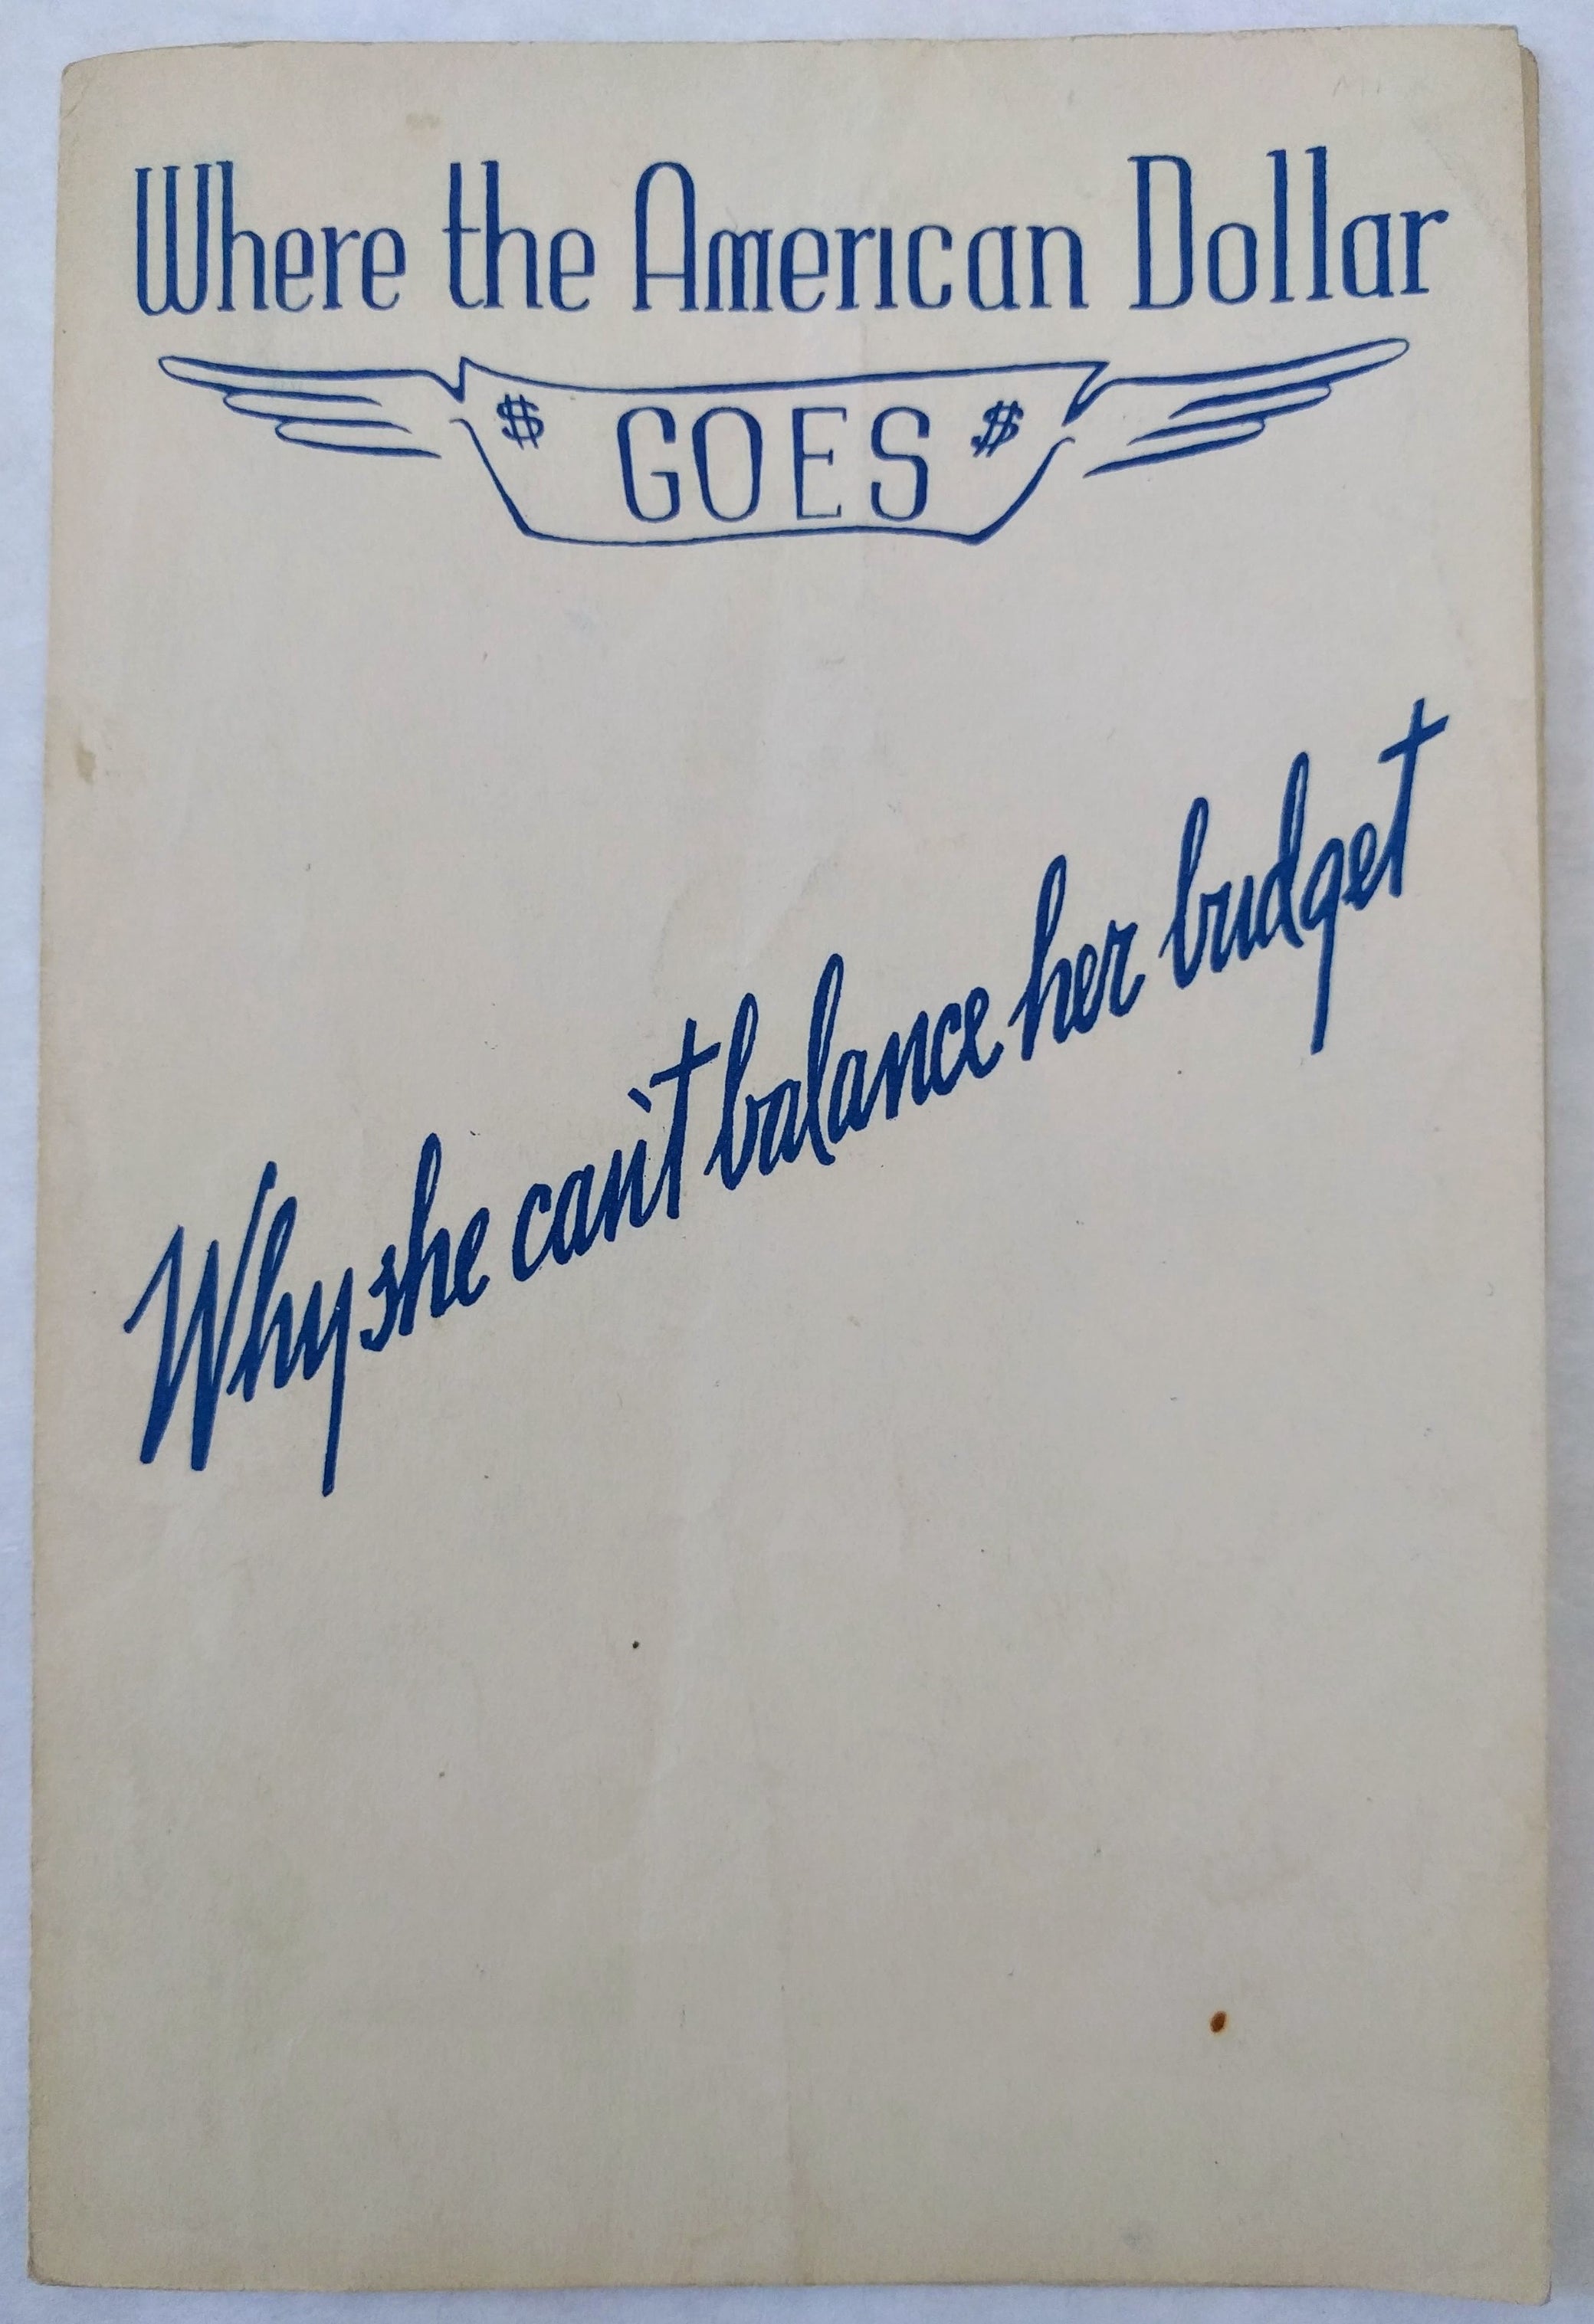 Where the American Dollar
$ GOES $
Why she can't balance her budget